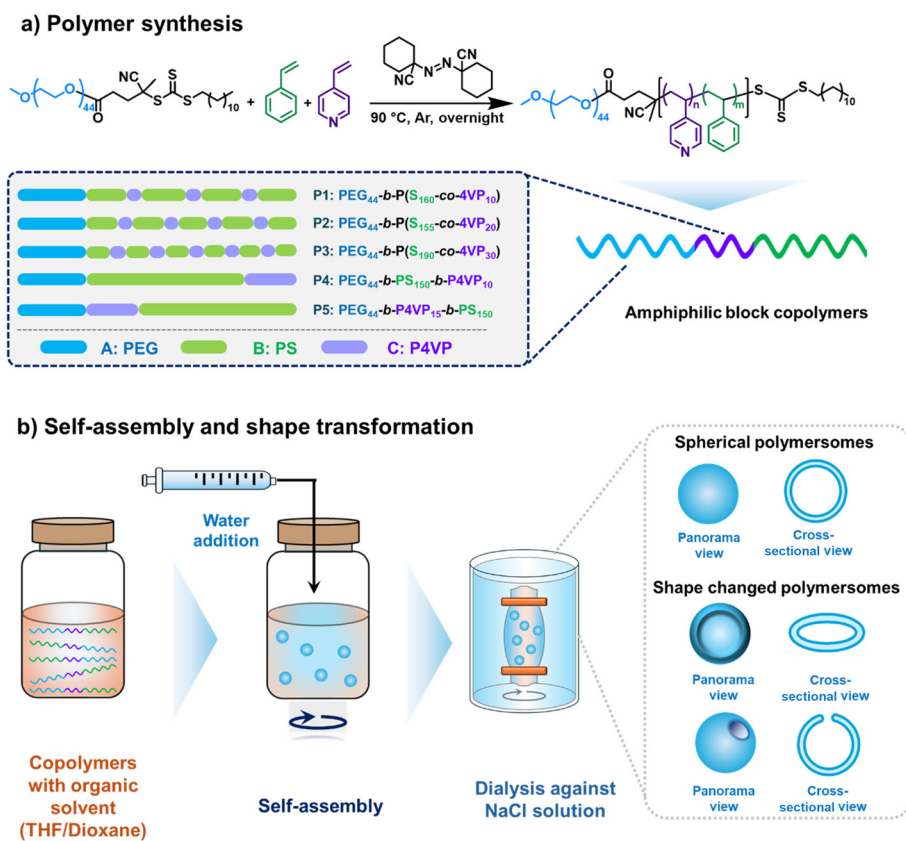 a) Polymer synthesis
O
44
O
O
NC
S
S
S
10
+
+
N
CN
N=N
CN
90 °C, Ar, overnight
O
44
O
O
CN
n
m
N
S
S
S
10
P1: PEG44-b-P(S160-co-4VP10)
P2: PEG44-b-P(S155-co-4VP20)
P3: PEG44-b-P(S190-co-4VP30)
P4: PEG44-b-PS150-b-P4VP10
P5: PEG44-b-P4VP15-b-PS150
A: PEG
B: PS
C: P4VP
Amphiphilic block copolymers
b) Self-assembly and shape transformation
Water
addition
Copolymers
with organic
solvent
(THF/Dioxane)
Self-assembly
Dialysis against
NaCl solution
Spherical polymersomes
Panorama
view
Cross-
sectional view
Shape changed polymersomes
Panorama
view
Cross-
sectional view
Panorama
view
Cross-
sectional view